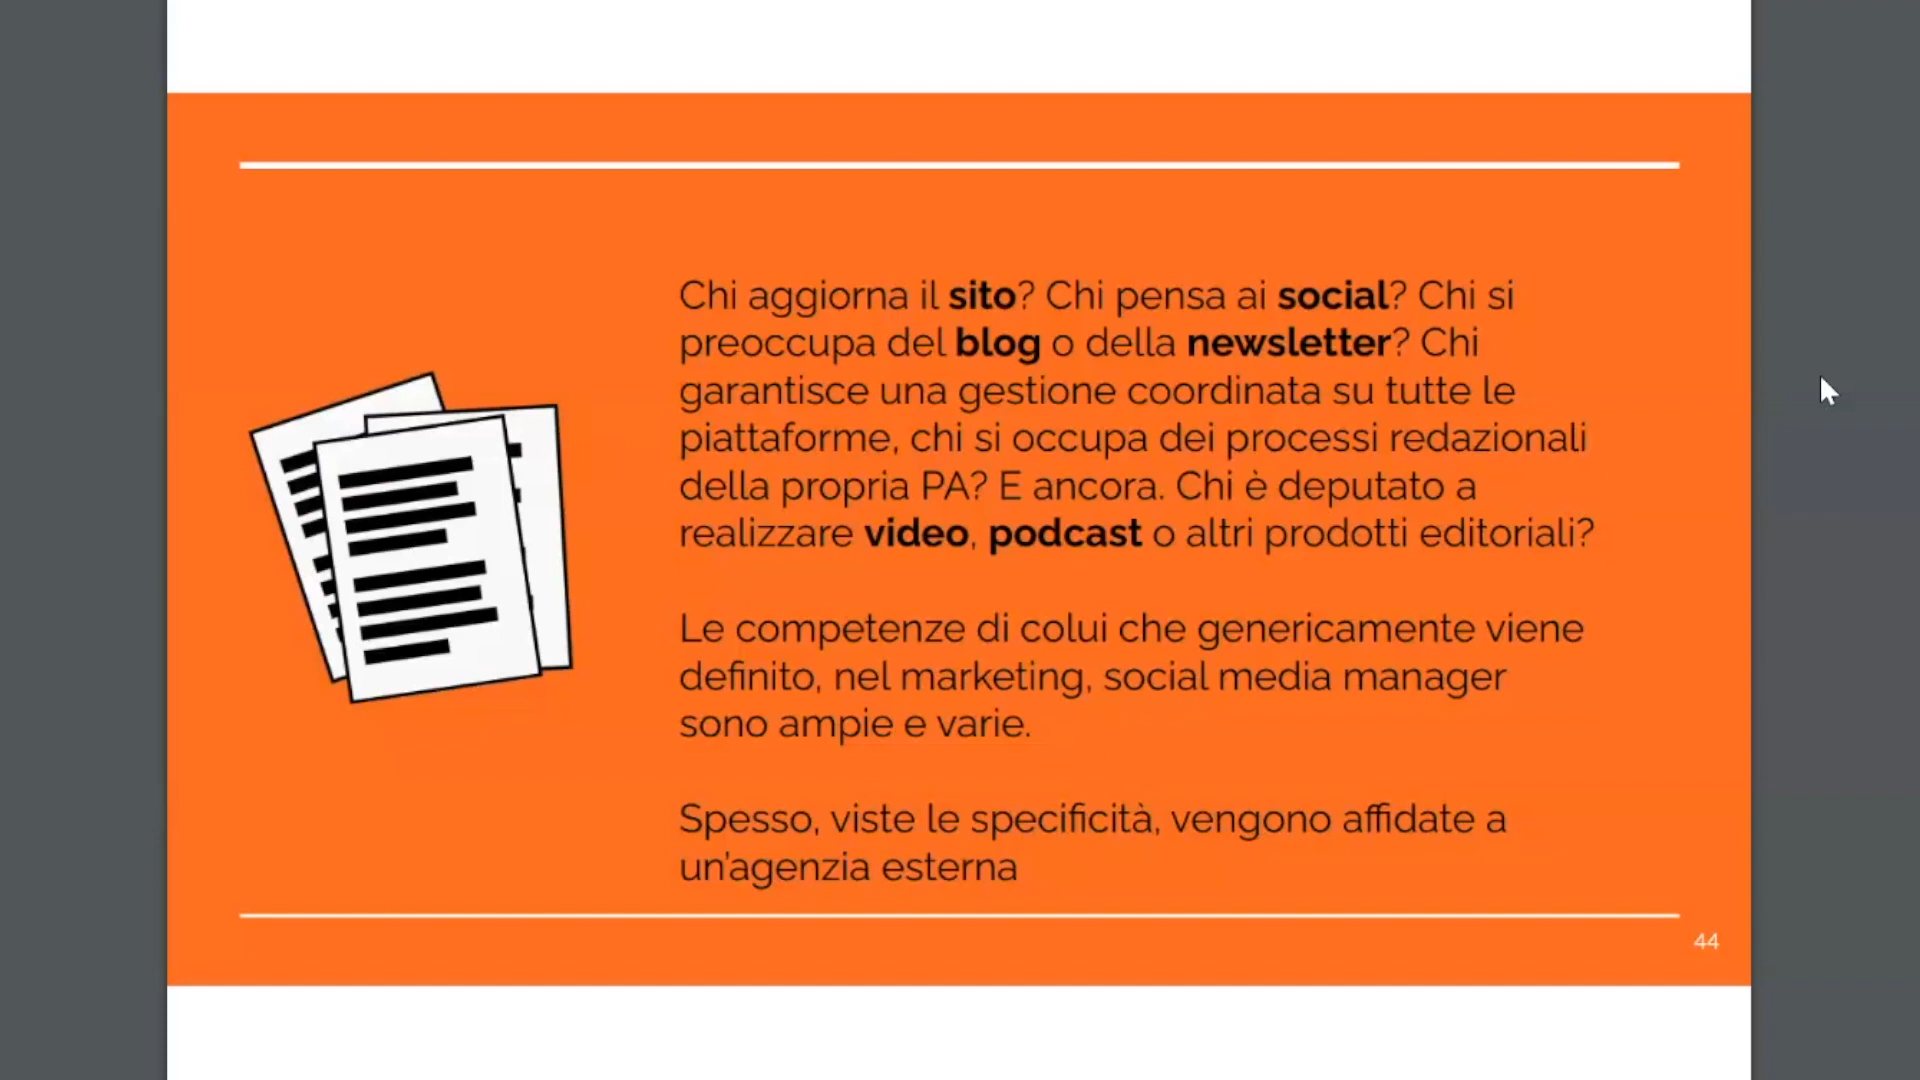 Chi aggiorna il sito? Chi pensa ai social? Chi si
preoccupa del blog o della newsletter? Chi
garantisce una gestione coordinata su tutte le
piattaforme, chi si occupa dei processi redazionali
della propria PA? E ancora. Chi è deputato a
realizzare video, podcast o altri prodotti editoriali?
Le competenze di colui che genericamente viene
definito, nel marketing, social media manager
sono ampie e varie.
Spesso, viste le specificità, vengono affidate a
un'agenzia esterna
44